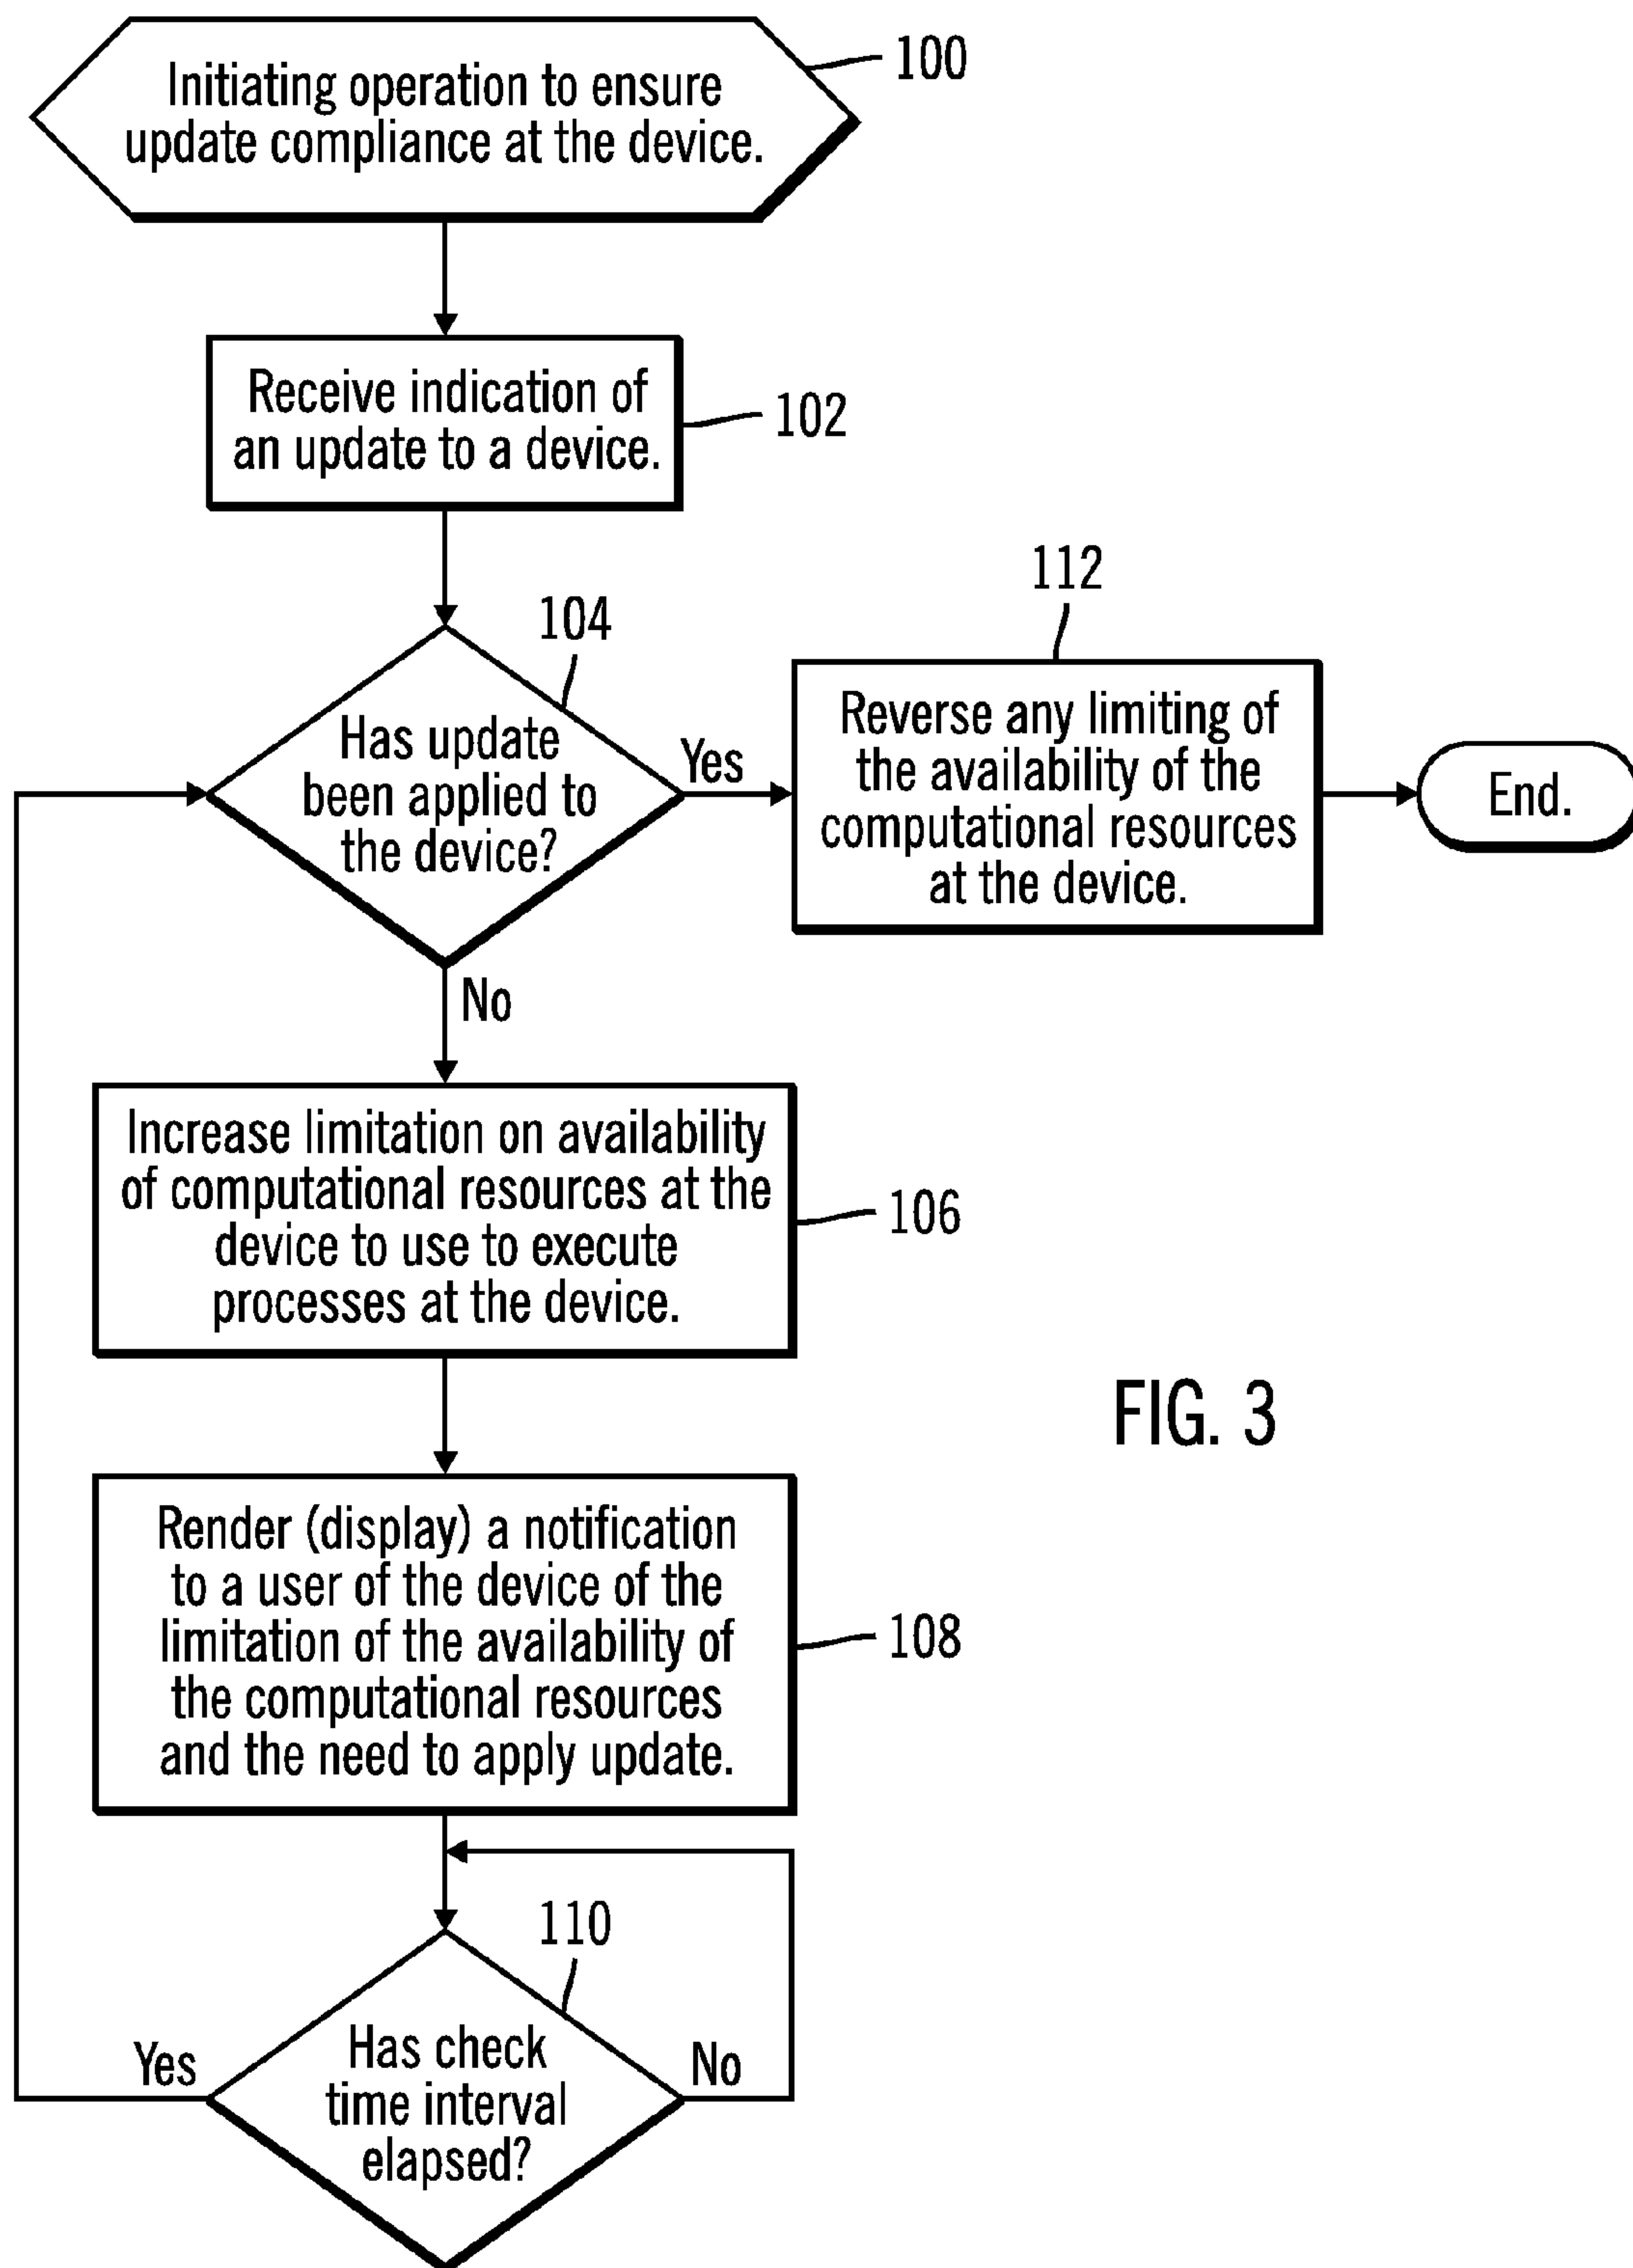 Initiating operation to ensure
update compliance at the device.
100
Receive indication of
an update to a device.
102
104
Has update
been applied to
the device?
Yes
112
Reverse any limiting of
the availability of the
computational resources
at the device.
End.
No
Increase limitation on availability
of computational resources at the
device to use to execute
processes at the device.
106
FIG. 3
Render (display) a notification
to a user of the device of the
limitation of the availability of
the computational resources
and the need to apply update.
108
110
Has check
time interval
elapsed?
Yes
No